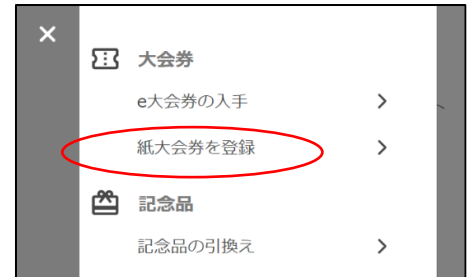 大会券
e大会券の入手
紙大会券を登録
記念品
記念品の引換え